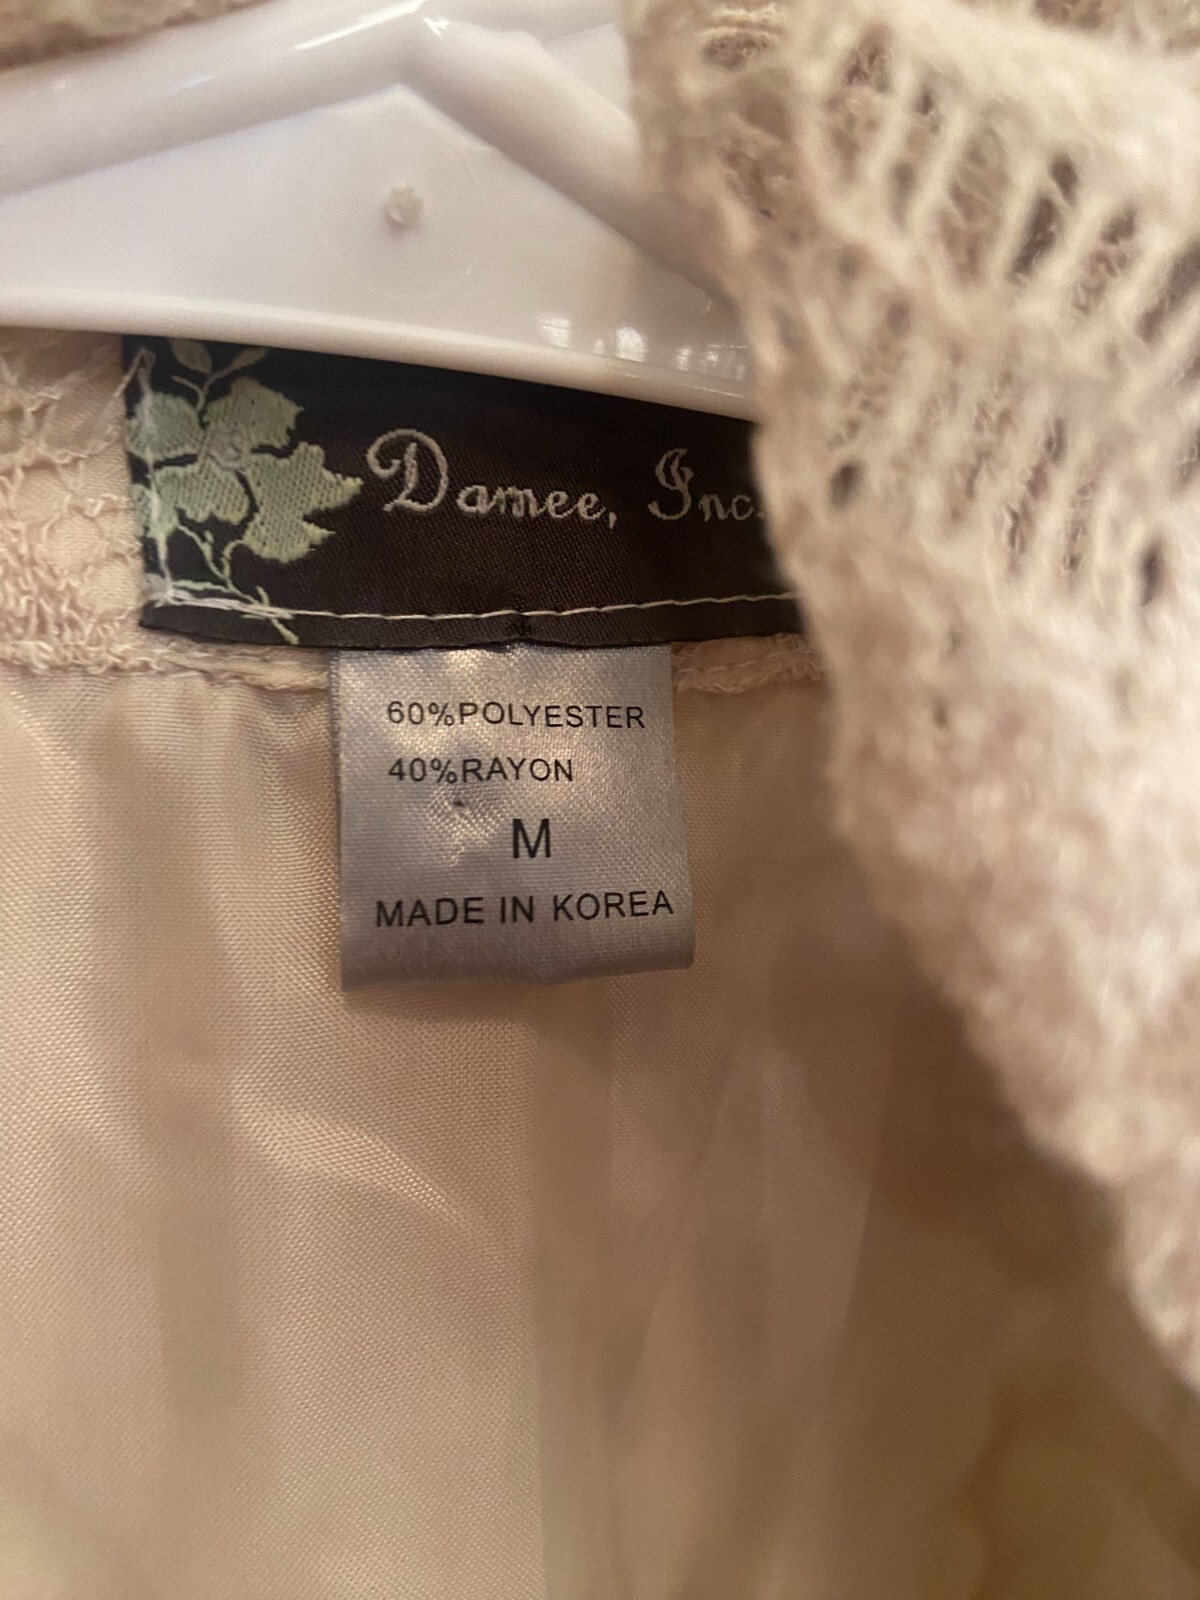 Damee, Inc.
60%POLYESTER
40%RAYON
M
MADE IN KOREA